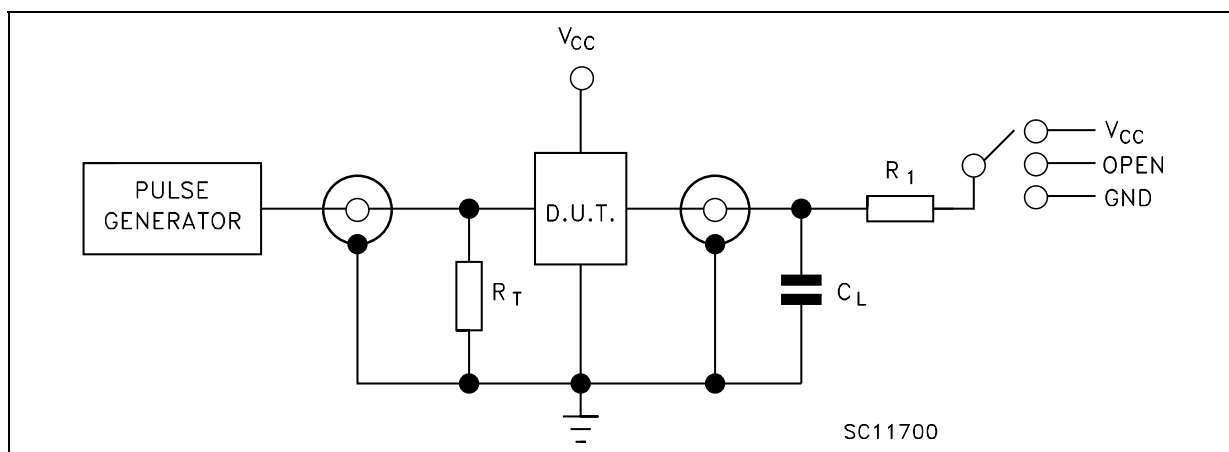 VCC
PULSE
GENERATOR
RT
D.U.T.
CL
R1
VCC
OPEN
GND
SC11700